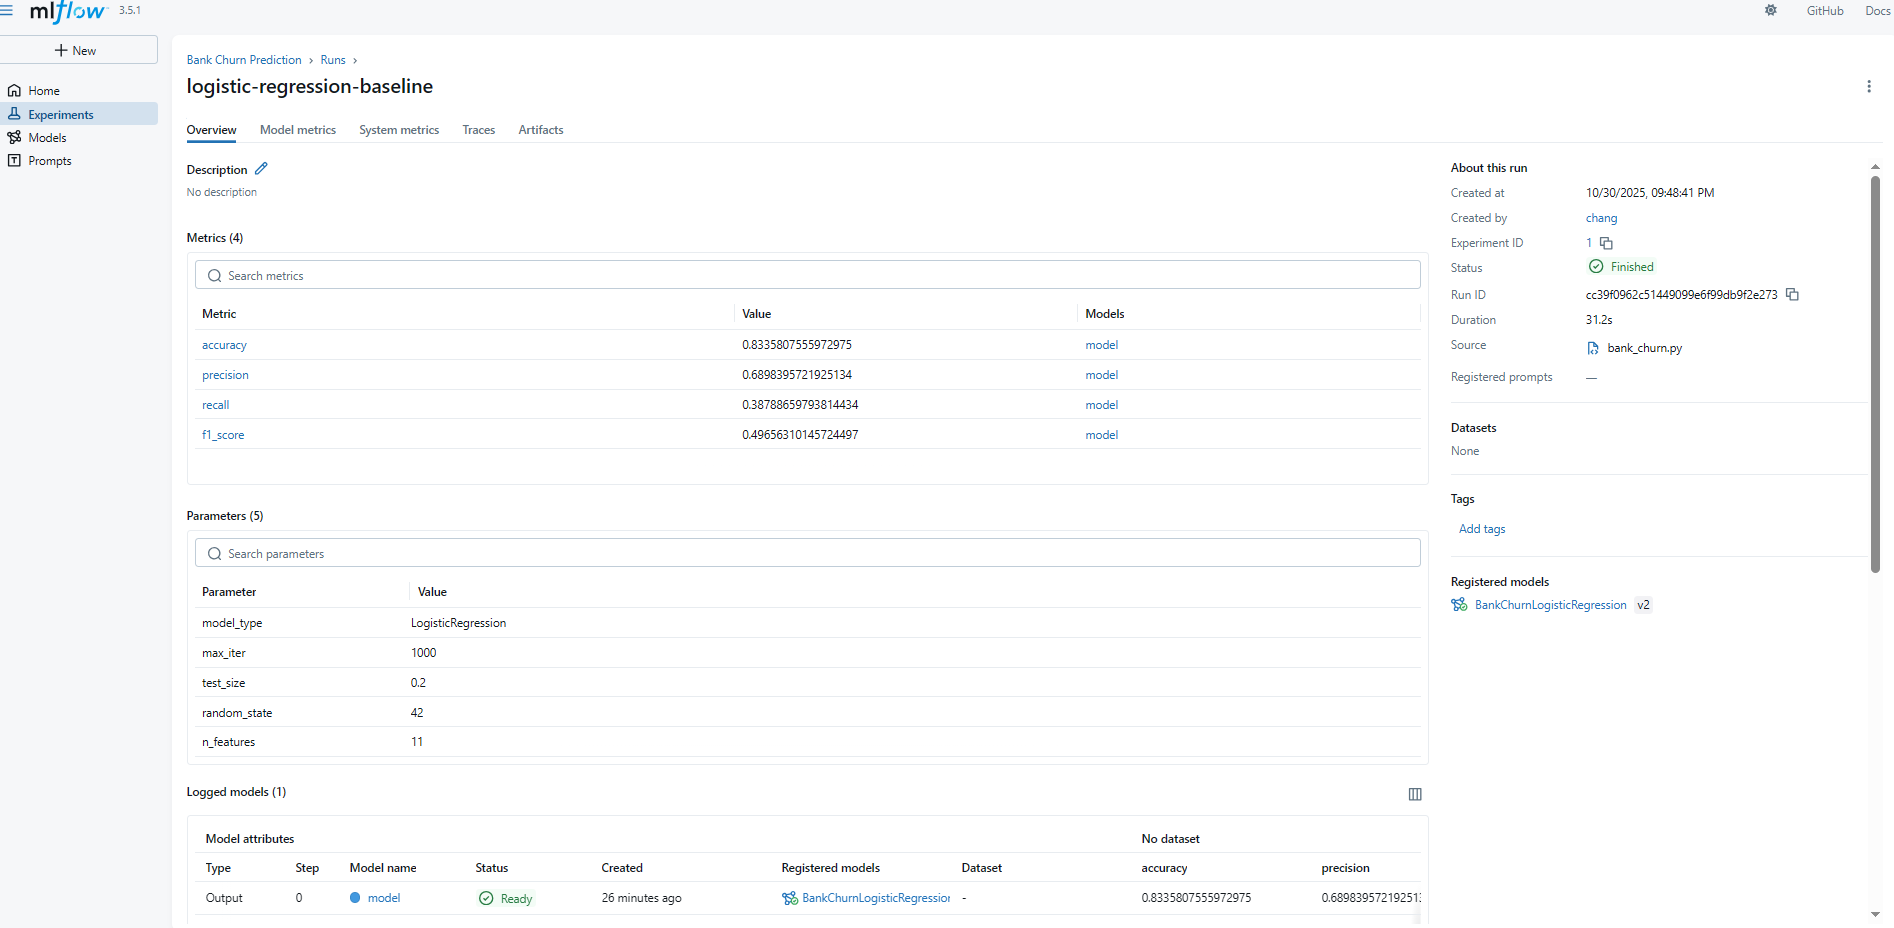 mlflow 3.5.1
GitHub
Docs
New
Home
Experiments
Models
Prompts
Bank Churn Prediction › Runs ›
logistic-regression-baseline
Overview Model metrics System metrics Traces Artifacts
Description
No description
Metrics (4)
Search metrics
Metric Value Models
accuracy 0.8335807555972975 model
precision 0.6898395721925134 model
recall 0.38788659793814434 model
f1_score 0.49656310145724497 model
Parameters (5)
Search parameters
Parameter Value
model_type LogisticRegression
max_iter 1000
test_size 0.2
random_state 42
n_features 11
Logged models (1)
Model attributes No dataset
Type Step Model name Status Created Registered models Dataset accuracy precision
Output 0 model Ready 26 minutes ago BankChurnLogisticRegression - 0.8335807555972975 0.689839572192513
About this run
Created at 10/30/2025, 09:48:41 PM
Created by chang
Experiment ID 1
Status Finished
Run ID cc39f0962c51449099e6f99db9f2e273
Duration 31.2s
Source bank_churn.py
Registered prompts —
Datasets
None
Tags
Add tags
Registered models
BankChurnLogisticRegression v2